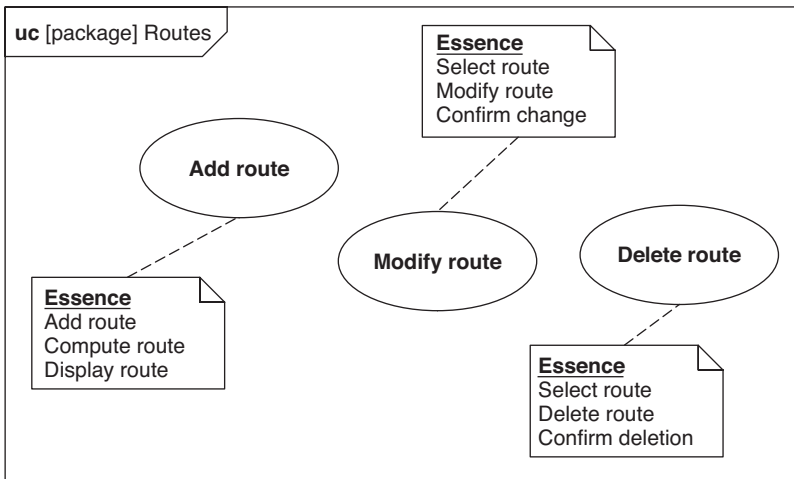 uc [package] Routes
Essence
Select route
Modify route
Confirm change
Add route
Modify route
Delete route
Essence
Add route
Compute route
Display route
Essence
Select route
Delete route
Confirm deletion